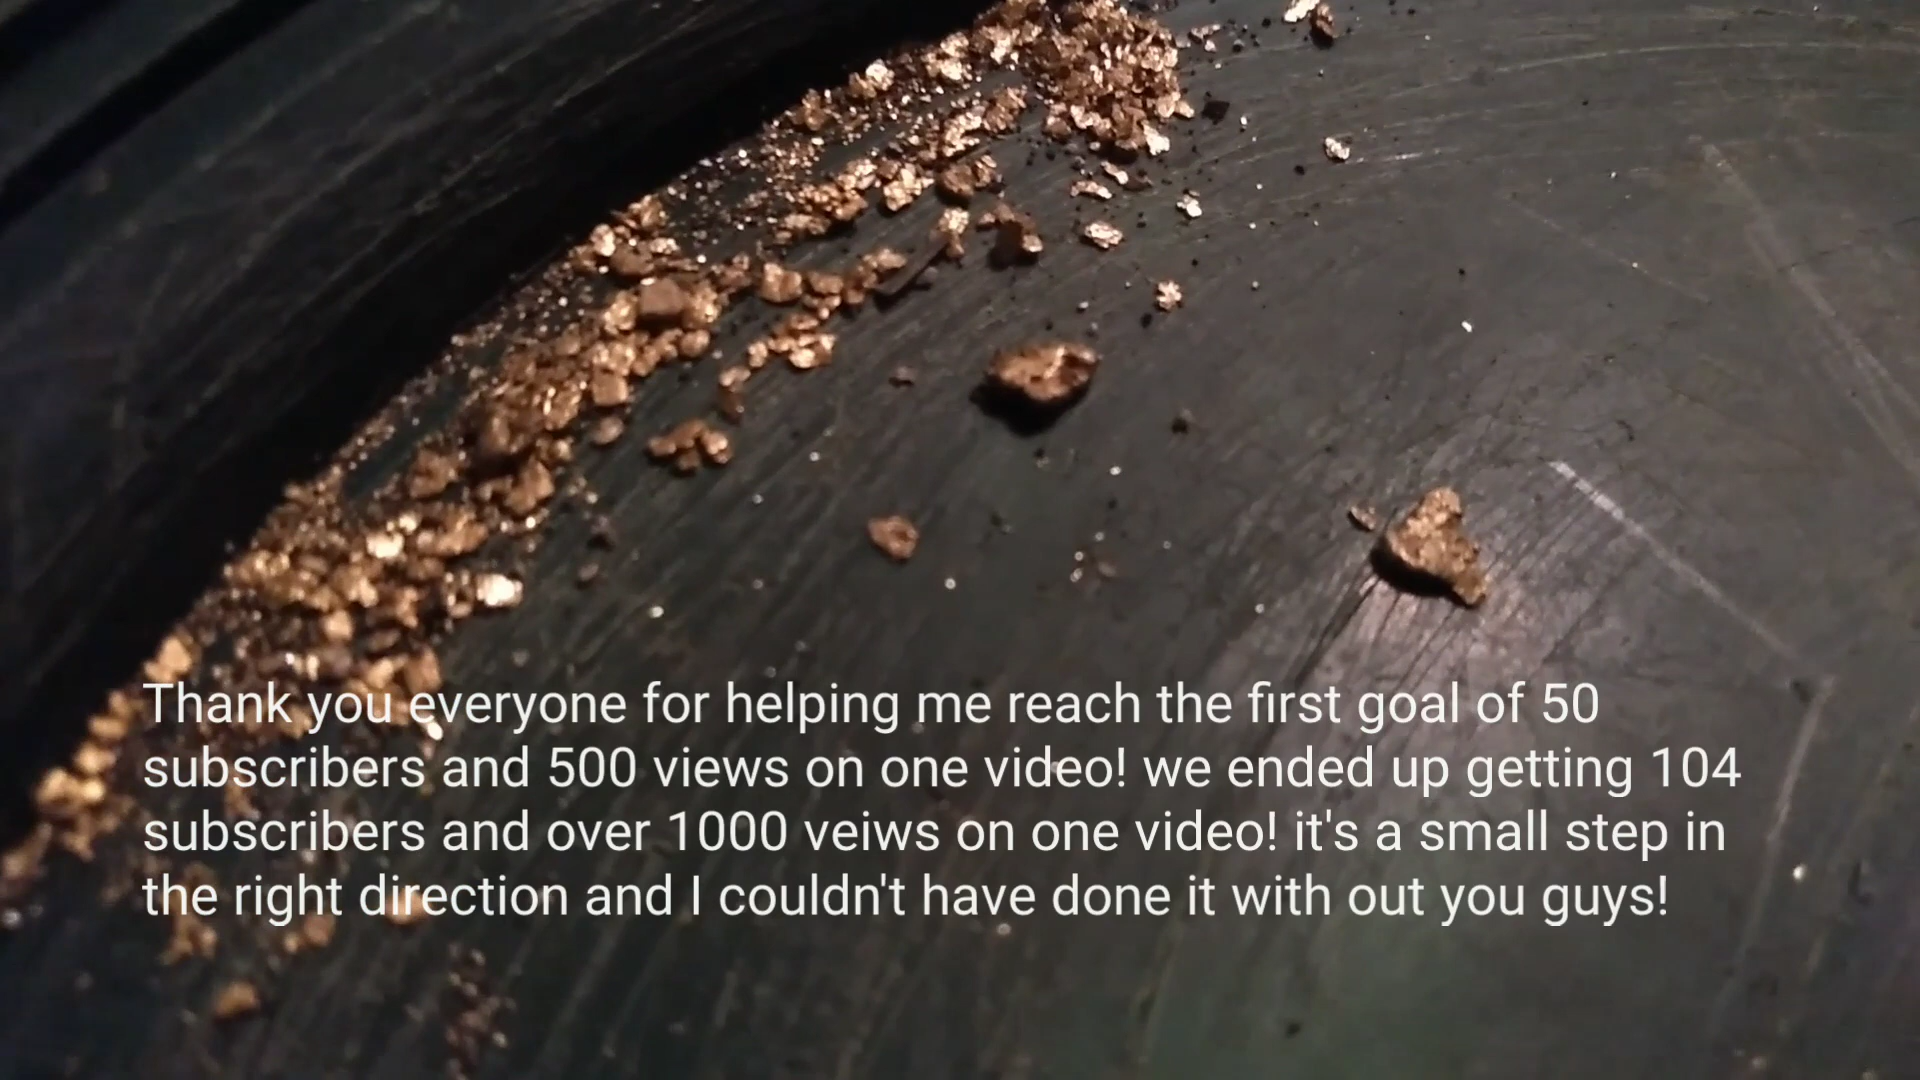 Thank you everyone for helping me reach the first goal of 50
subscribers and 500 views on one video! we ended up getting 104
subscribers and over 1000 veiws on one video! it's a small step in
the right direction and I couldn't have done it with out you guys!